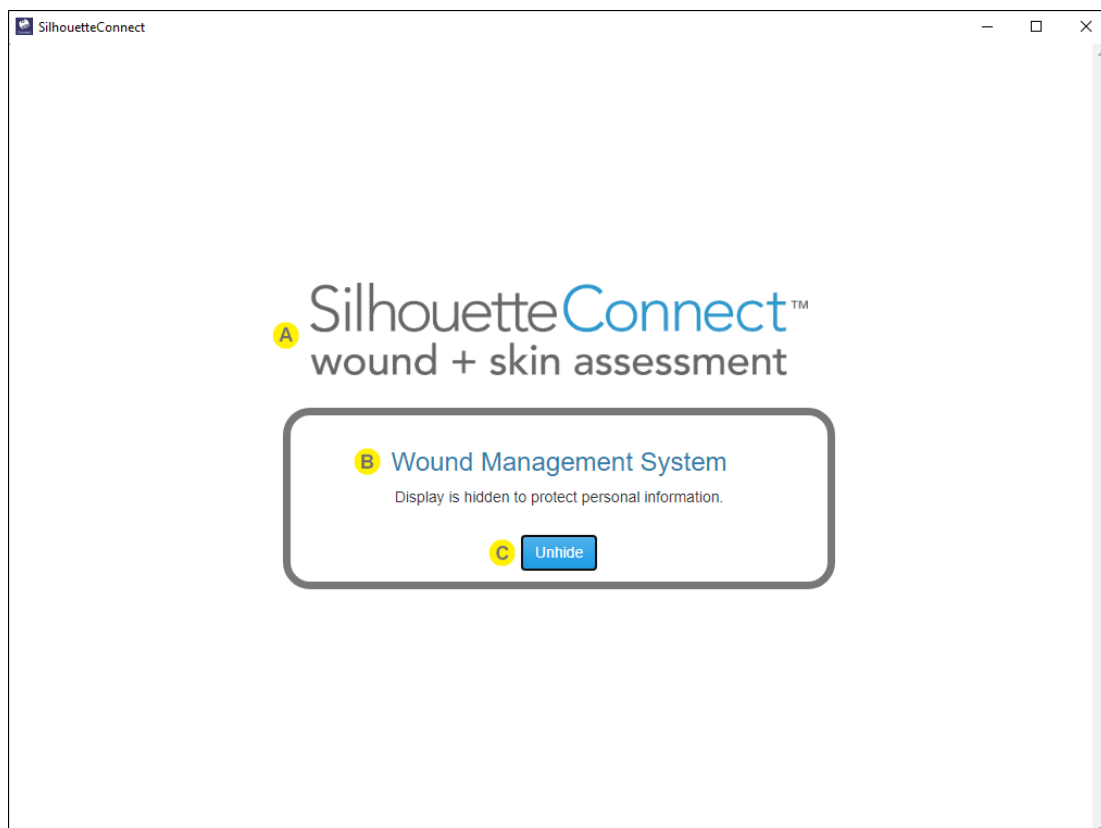 SilhouetteConnect
SilhouetteConnect™
A
wound + skin assessment
B Wound Management System
Display is hidden to protect personal information.
C Unhide